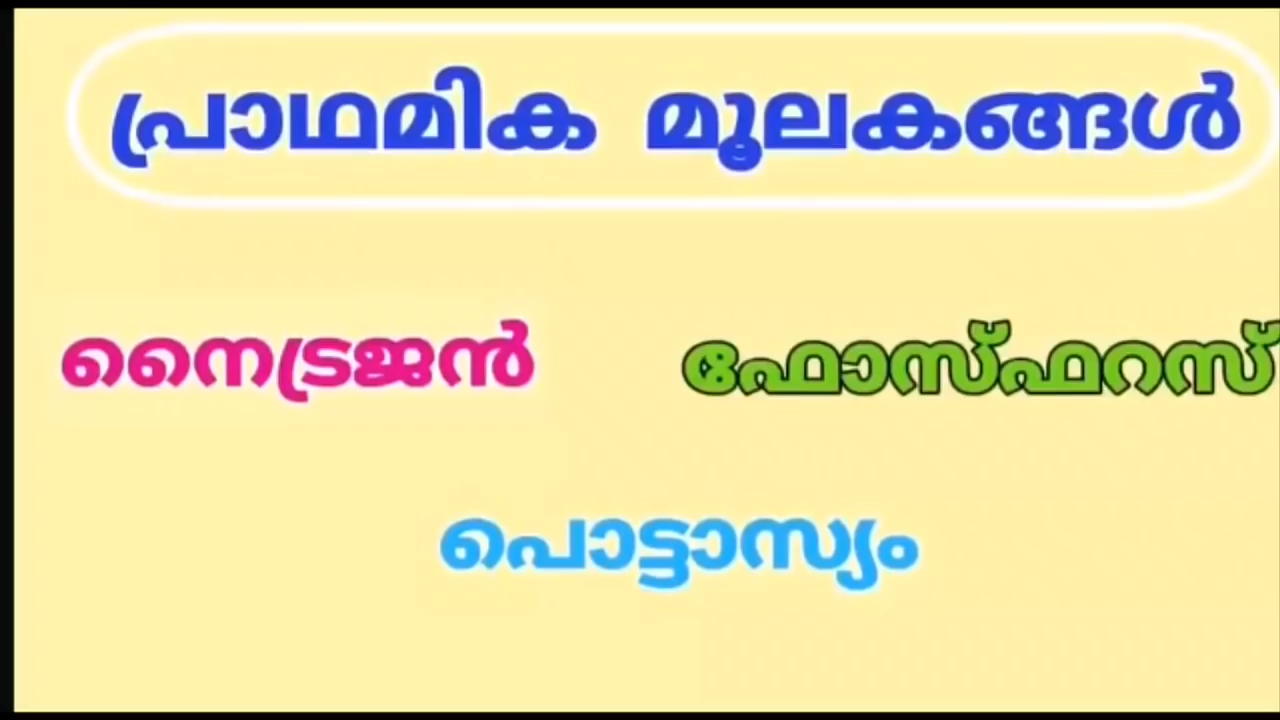 പ്രാഥമിക മൂലകങ്ങൾ
നൈട്രജൻ ഫോസ്ഫറസ്
പൊട്ടാസ്യം